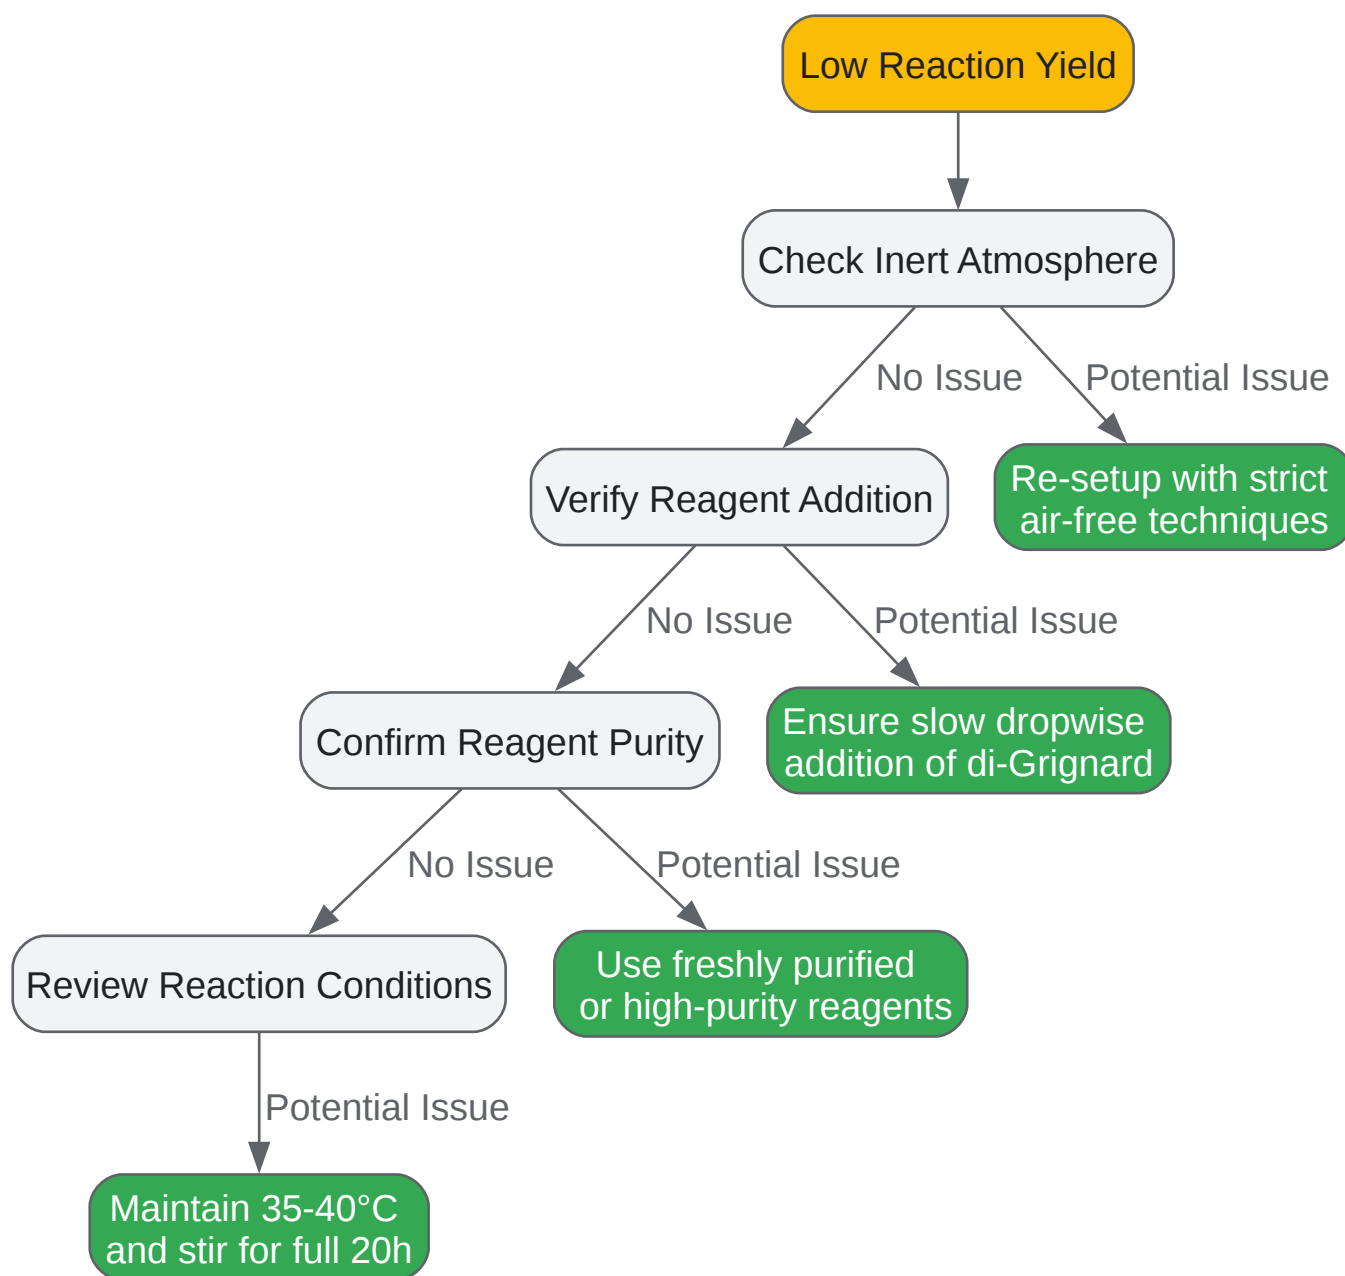 Low Reaction Yield
Check Inert Atmosphere
No Issue
Potential Issue
Re-setup with strict
air-free techniques
Verify Reagent Addition
No Issue
Potential Issue
Ensure slow dropwise
addition of di-Grignard
Confirm Reagent Purity
No Issue
Potential Issue
Use freshly purified
or high-purity reagents
Review Reaction Conditions
Potential Issue
Maintain 35-40°C
and stir for full 20h